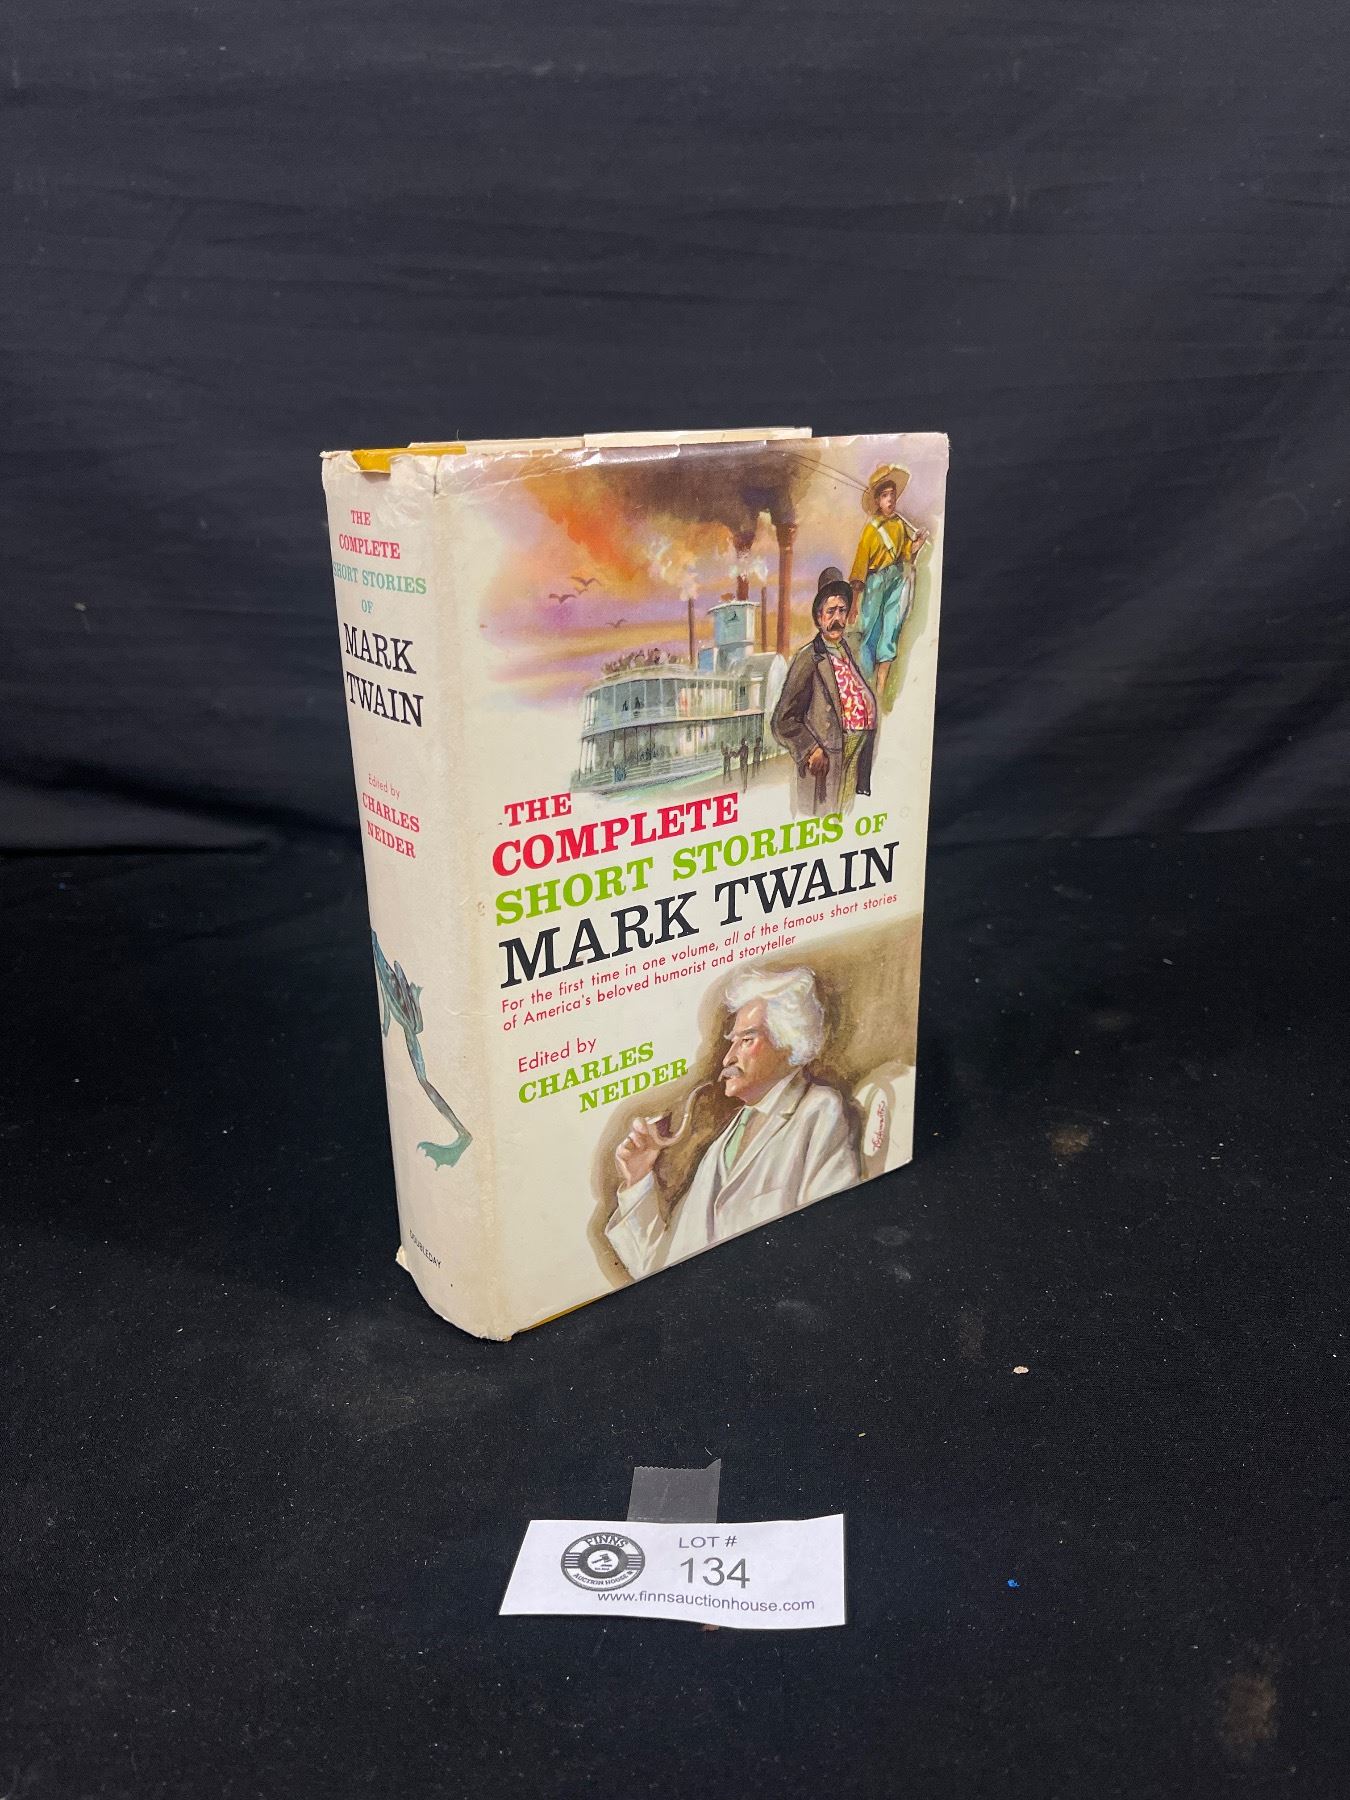 THE
COMPLETE
SHORT STORIES
OF
MARK
TWAIN
Edited by
CHARLES
NEIDER
DOUBLEDAY
THE
COMPLETE
SHORT STORIES OF
MARK TWAIN
For the first time in one volume, all of the famous short stories
of America's beloved humorist and storyteller
Edited by
CHARLES
NEIDER
FINNS
AUCTION HOUSE
LOT #
134
www.finnsauctionhouse.com